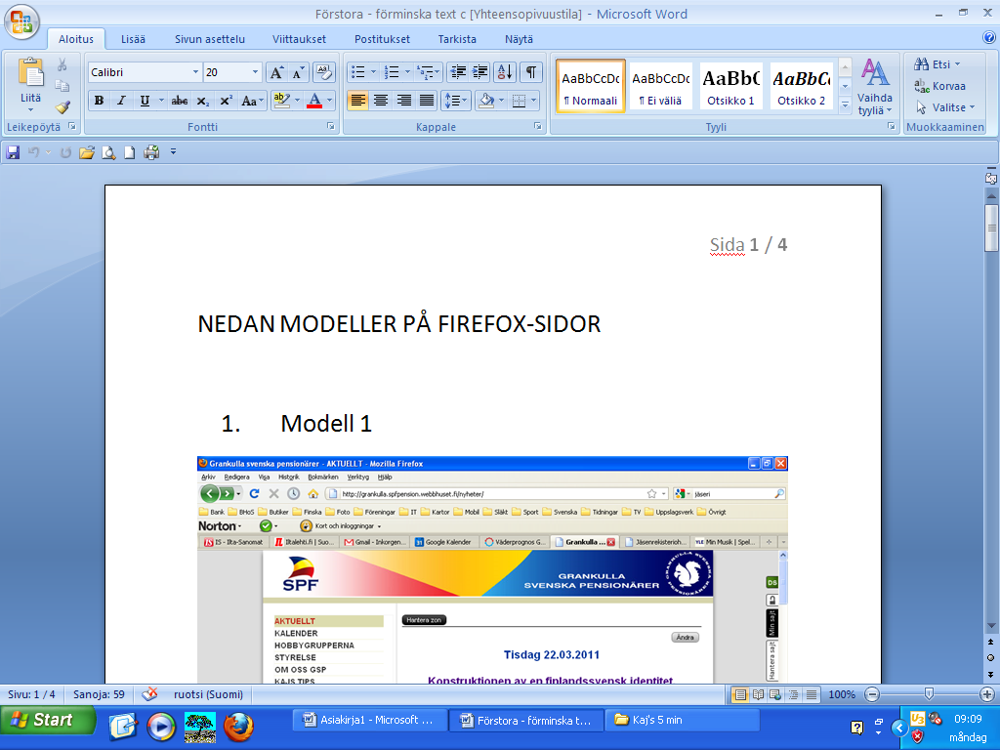 Förstora - förminska text c [Yhteensopivuustila] - Microsoft Word
Aloitus Lisää Sivun asettelu Viittaukset Postitukset Tarkista Näytä
Liitä
Leikepöytä
Calibri 20
B I U abc X₂ X² Aa
Fontti
Kappale
AaBbCcDc AaBbCcDc AaBbC AaBbCc
¶ Normaali ¶ Ei väliä Otsikko 1 Otsikko 2
Vaihda tyyliä
Tyyli
Etsi
Korvaa
Valitse
Muokkaaminen
Sida 1 / 4
NEDAN MODELLER PÅ FIREFOX-SIDOR
1. Modell 1
Grankulla svenska pensionärer - AKTUELLT - Mozilla Firefox
Arkiv Redigera Visa Historik Bokmärken Verktyg Hjälp
http://grankulla.spfpension.webbhuset.fi/nyheter/ jäseri
Bank BHoS Butiker Finska Foto Föreningar IT Kartor Mobil Släkt Sport Svenska Tidningar TV Uppslagsverk Övrigt
Norton Kort och inloggningar
IS - Ilta-Sanomat Iltalehti.fi | Suo... Gmail - Inkorgen... Google Kalender Väderprognos G... Grankulla ... Jäsenrekisterioh... Min Musik | Spel...
SPF
GRANKULLA
SVENSKA PENSIONÄRER
DS
Min sajt
Hantera sajt
AKTUELLT
KALENDER
HOBBYGRUPPERNA
STYRELSE
OM OSS GSP
KAJS TIPS
Hantera zon
Ändra
Tisdag 22.03.2011
Konstruktionen av en finlandssvensk identitet
Sivu: 1 / 4 Sanoja: 59 ruotsi (Suomi) 100%
Start Asiakirja1 - Microsoft ... Förstora - förminska t... Kaj's 5 min
U3
09:09
måndag